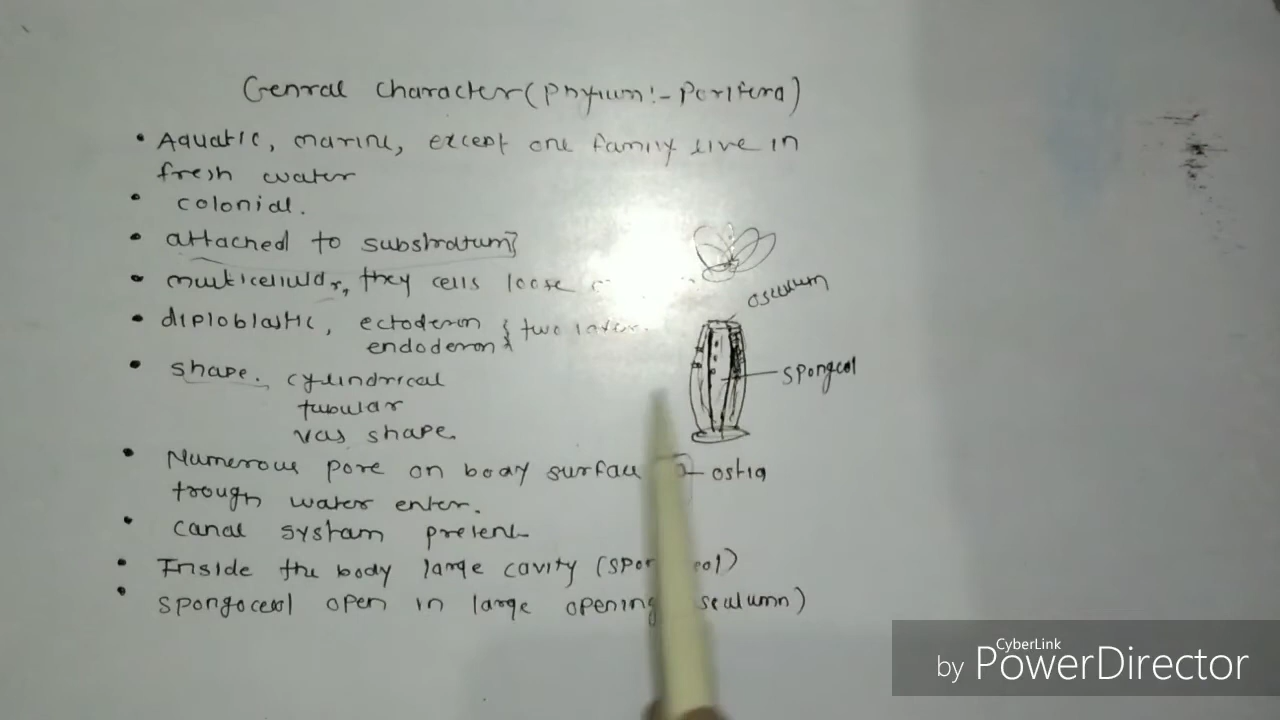 Genral character (Phylum:- Porifera)
• Aquatic, marine, except one family live in
fresh water
• colonial.
• attached to substratum}
• multicellular, they cells loose
• diploblastic, ectoderm } two layer.
endoderm }
osculum
• shape. cylindrical
tubular
vas shape.
spongcol
• Numerous pore on body surface
ostia
trough water enter.
• canal systam present
• Inside the body large cavity (spon
• spongocoel open in large opening
CyberLink
by PowerDirector